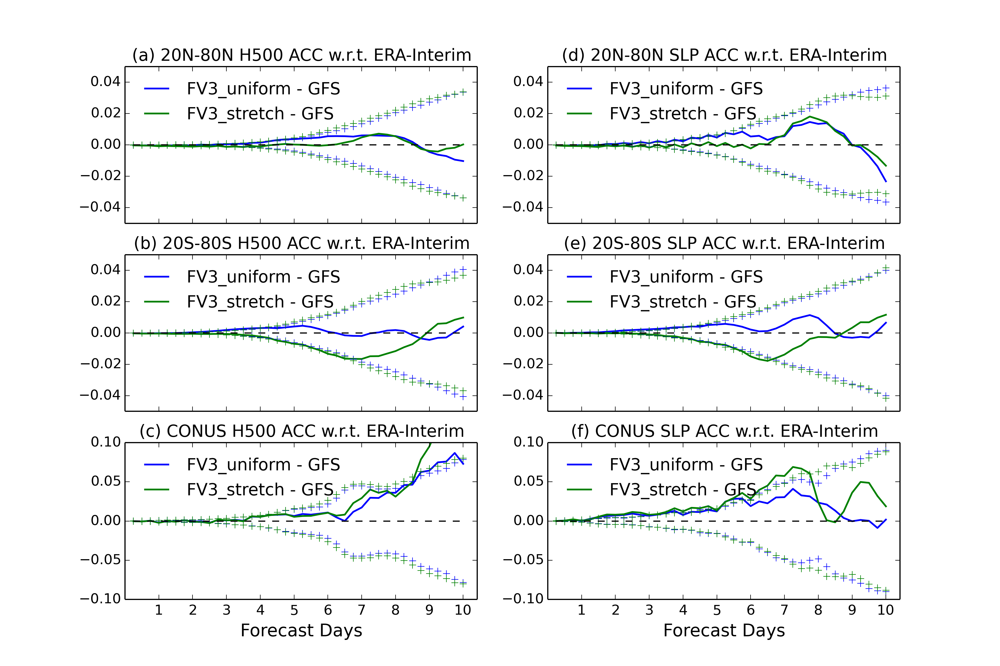 (a) 20N-80N H500 ACC w.r.t. ERA-Interim
0.04
0.02
0.00
−0.02
−0.04
FV3_uniform - GFS
FV3_stretch - GFS
(d) 20N-80N SLP ACC w.r.t. ERA-Interim
0.04
0.02
0.00
−0.02
−0.04
FV3_uniform - GFS
FV3_stretch - GFS
(b) 20S-80S H500 ACC w.r.t. ERA-Interim
0.04
0.02
0.00
−0.02
−0.04
FV3_uniform - GFS
FV3_stretch - GFS
(e) 20S-80S SLP ACC w.r.t. ERA-Interim
0.04
0.02
0.00
−0.02
−0.04
FV3_uniform - GFS
FV3_stretch - GFS
(c) CONUS H500 ACC w.r.t. ERA-Interim
0.10
0.05
0.00
−0.05
−0.10
FV3_uniform - GFS
FV3_stretch - GFS
1 2 3 4 5 6 7 8 9 10
Forecast Days
(f) CONUS SLP ACC w.r.t. ERA-Interim
0.10
0.05
0.00
−0.05
−0.10
FV3_uniform - GFS
FV3_stretch - GFS
1 2 3 4 5 6 7 8 9 10
Forecast Days